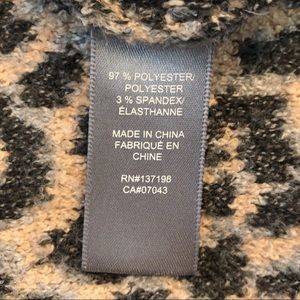 97 % POLYESTER/
POLYESTER
3 % SPANDEX/
ÉLASTHANNE
MADE IN CHINA
FABRIQUÉ EN
CHINE
RN#137198
CA#07043